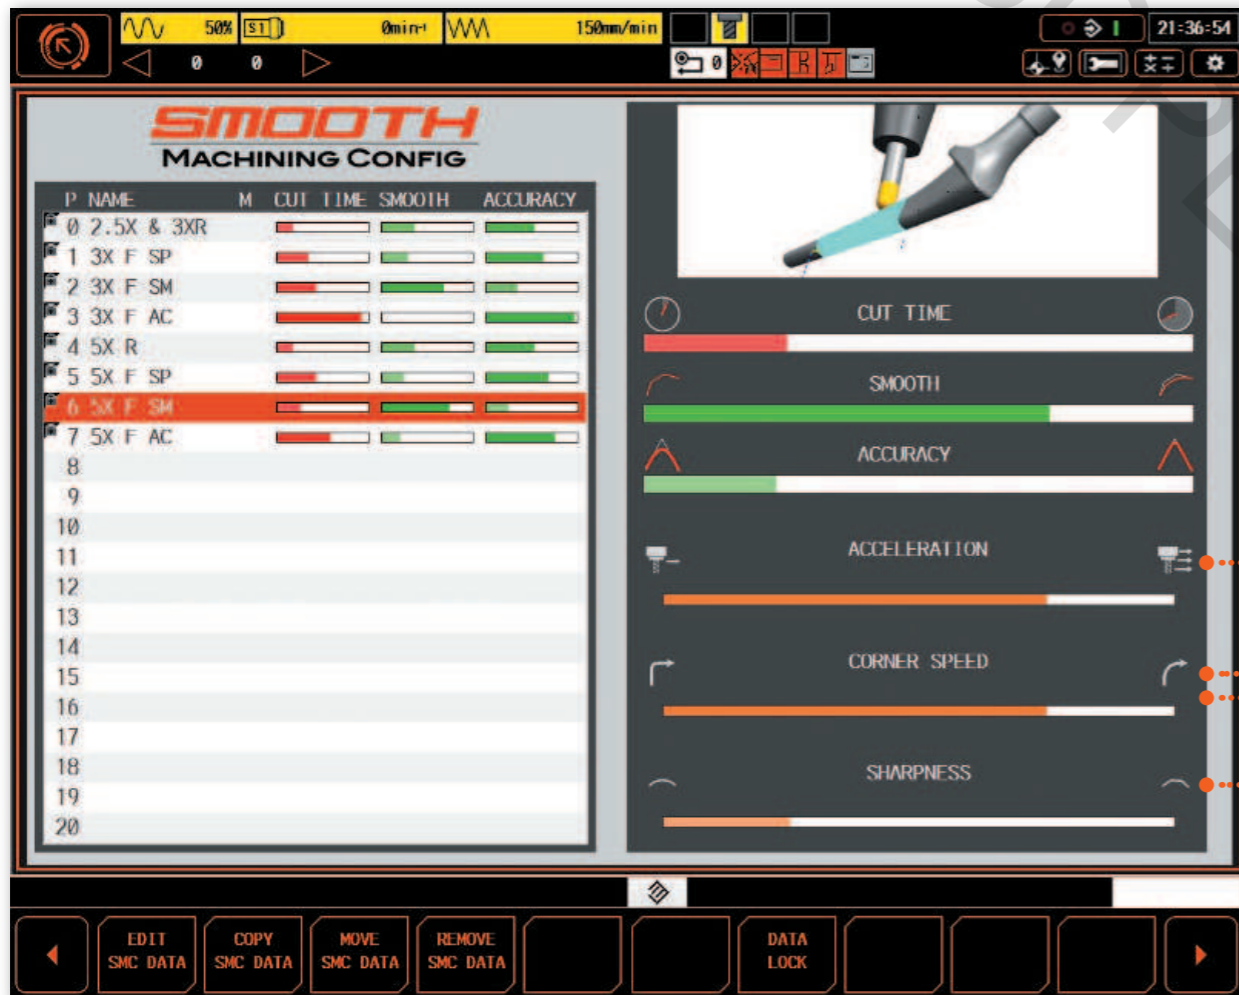 50% S1 0min⁻¹ 150mm/min 21:36:54
0 0 0
SMOOTH
MACHINING CONFIG
P NAME M CUT TIME SMOOTH ACCURACY
0 2.5X & 3XR
1 3X F SP
2 3X F SM
3 3X F AC
4 5X R
5 5X F SP
6 5X F SM
7 5X F AC
8
9
10
11
12
13
14
15
16
17
18
19
20
CUT TIME
SMOOTH
ACCURACY
ACCELERATION
CORNER SPEED
SHARPNESS
EDIT
SMC DATA
COPY
SMC DATA
MOVE
SMC DATA
REMOVE
SMC DATA
DATA
LOCK